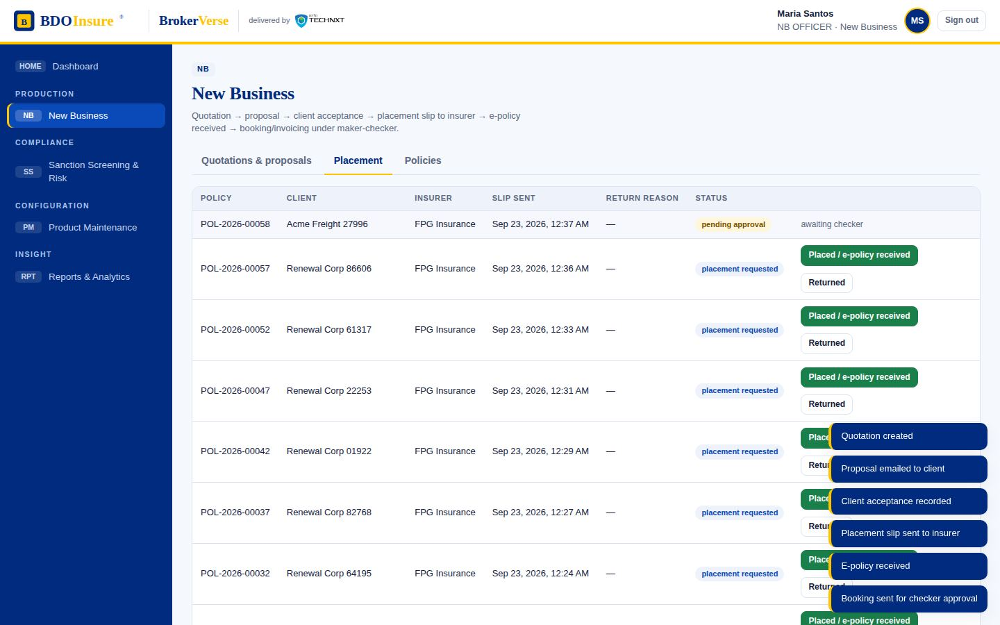 B BDOInsure ®
BrokerVerse
delivered by
TECHNXT
Maria Santos
NB OFFICER · New Business
MS
Sign out
HOME Dashboard
PRODUCTION
NB New Business
COMPLIANCE
SS Sanction Screening &
Risk
CONFIGURATION
PM Product Maintenance
INSIGHT
RPT Reports & Analytics
NB
New Business
Quotation → proposal → client acceptance → placement slip to insurer → e-policy
received → booking/invoicing under maker-checker.
Quotations & proposals Placement Policies
POLICY CLIENT INSURER SLIP SENT RETURN REASON STATUS
POL-2026-00058 Acme Freight 27996 FPG Insurance Sep 23, 2026, 12:37 AM — pending approval awaiting checker
POL-2026-00057 Renewal Corp 86606 FPG Insurance Sep 23, 2026, 12:36 AM — placement requested Placed / e-policy received
Returned
POL-2026-00052 Renewal Corp 61317 FPG Insurance Sep 23, 2026, 12:33 AM — placement requested Placed / e-policy received
Returned
POL-2026-00047 Renewal Corp 22253 FPG Insurance Sep 23, 2026, 12:31 AM — placement requested Placed / e-policy received
Returned
POL-2026-00042 Renewal Corp 01922 FPG Insurance Sep 23, 2026, 12:29 AM — placement requested Place
Retur
POL-2026-00037 Renewal Corp 82768 FPG Insurance Sep 23, 2026, 12:27 AM — placement requested Place
Retur
POL-2026-00032 Renewal Corp 64195 FPG Insurance Sep 23, 2026, 12:24 AM — placement requested Place
Returned
Placed / e-policy received
Quotation created
Proposal emailed to client
Client acceptance recorded
Placement slip sent to insurer
E-policy received
Booking sent for checker approval